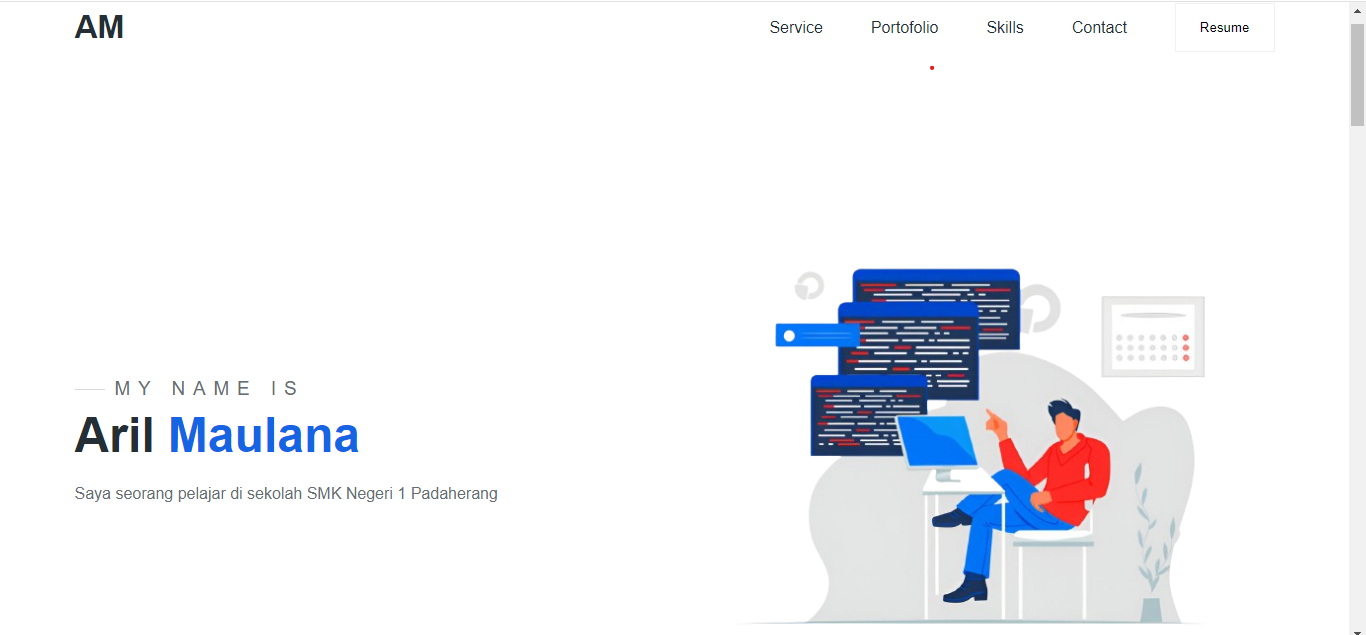 AM
Service Portofolio Skills Contact Resume
MY NAME IS
Aril Maulana
Saya seorang pelajar di sekolah SMK Negeri 1 Padaherang